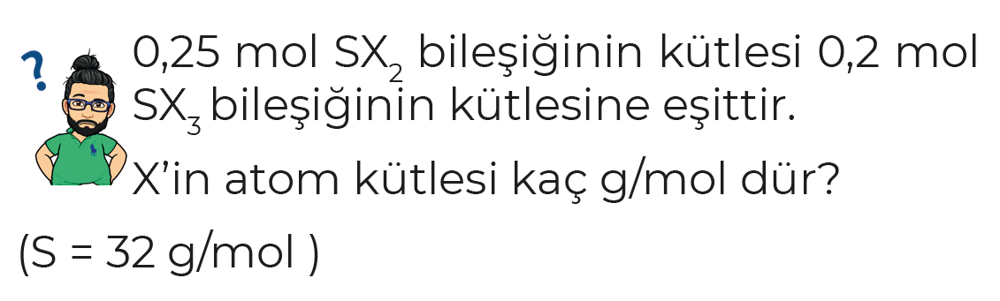 ?
0,25 mol SX₂ bileşiğinin kütlesi 0,2 mol
SX₃ bileşiğinin kütlesine eşittir.
X’in atom kütlesi kaç g/mol dür?
(S = 32 g/mol )